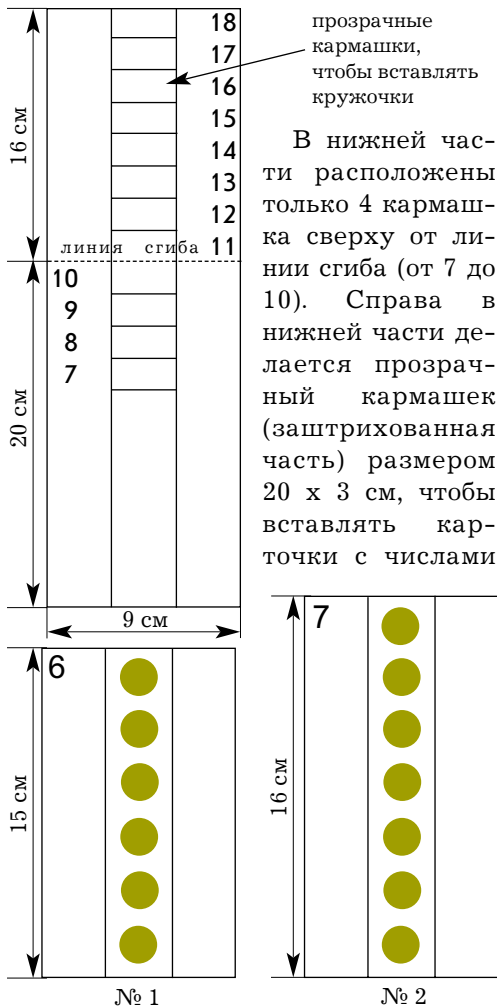 18
17
16
15
14
13
12
линия сгиба 11
10
9
8
7
16 см
20 см
9 см
прозрачные
кармашки,
чтобы вставлять
кружочки
В нижней час-
ти расположены
только 4 кармаш-
ка сверху от ли-
нии сгиба (от 7 до
10). Справа в
нижней части де-
лается прозрач-
ный кармашек
(заштрихованная
часть) размером
20 х 3 см, чтобы
вставлять кар-
точки с числами
6
15 см
№ 1
7
16 см
№ 2